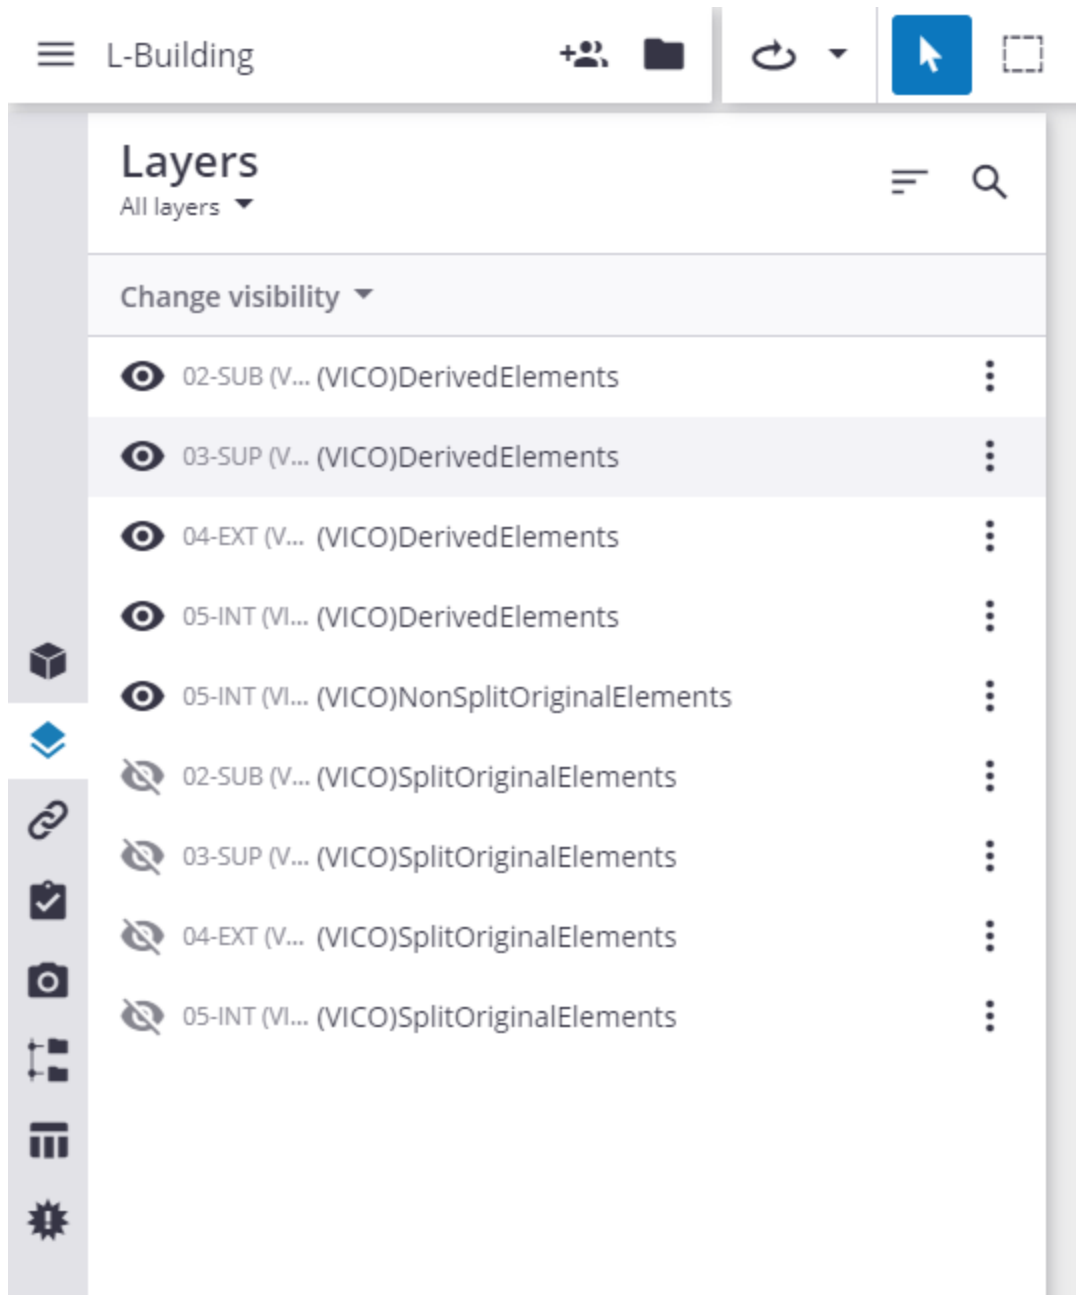 L-Building
Layers
All layers
Change visibility
02-SUB (V... (VICO)DerivedElements
03-SUP (V... (VICO)DerivedElements
04-EXT (V... (VICO)DerivedElements
05-INT (VI... (VICO)DerivedElements
05-INT (VI... (VICO)NonSplitOriginalElements
02-SUB (V... (VICO)SplitOriginalElements
03-SUP (V... (VICO)SplitOriginalElements
04-EXT (V... (VICO)SplitOriginalElements
05-INT (VI... (VICO)SplitOriginalElements